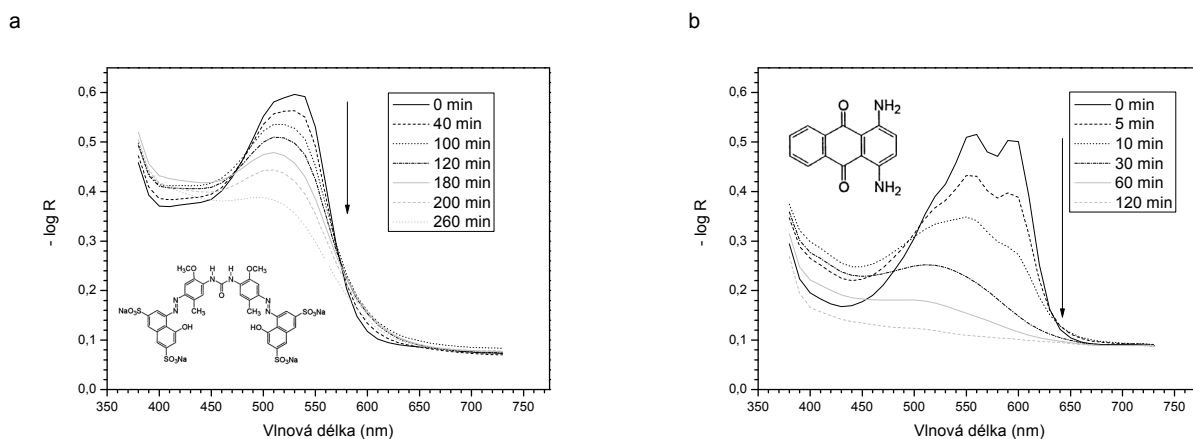 a
0,6
0,5
0,4
0,3
0,2
0,1
0,0
- log R
350 400 450 500 550 600 650 700 750
Vlnová délka (nm)
0 min
40 min
100 min
120 min
180 min
200 min
260 min
H₃CO H H OCH₃
N N
O
N N
N CH₃ CH₃ N
NaO₃S SO₃Na
OH HO
SO₃Na SO₃Na
b
0,6
0,5
0,4
0,3
0,2
0,1
0,0
- log R
350 400 450 500 550 600 650 700 750
Vlnová délka (nm)
0 min
5 min
10 min
30 min
60 min
120 min
O NH₂
O NH₂